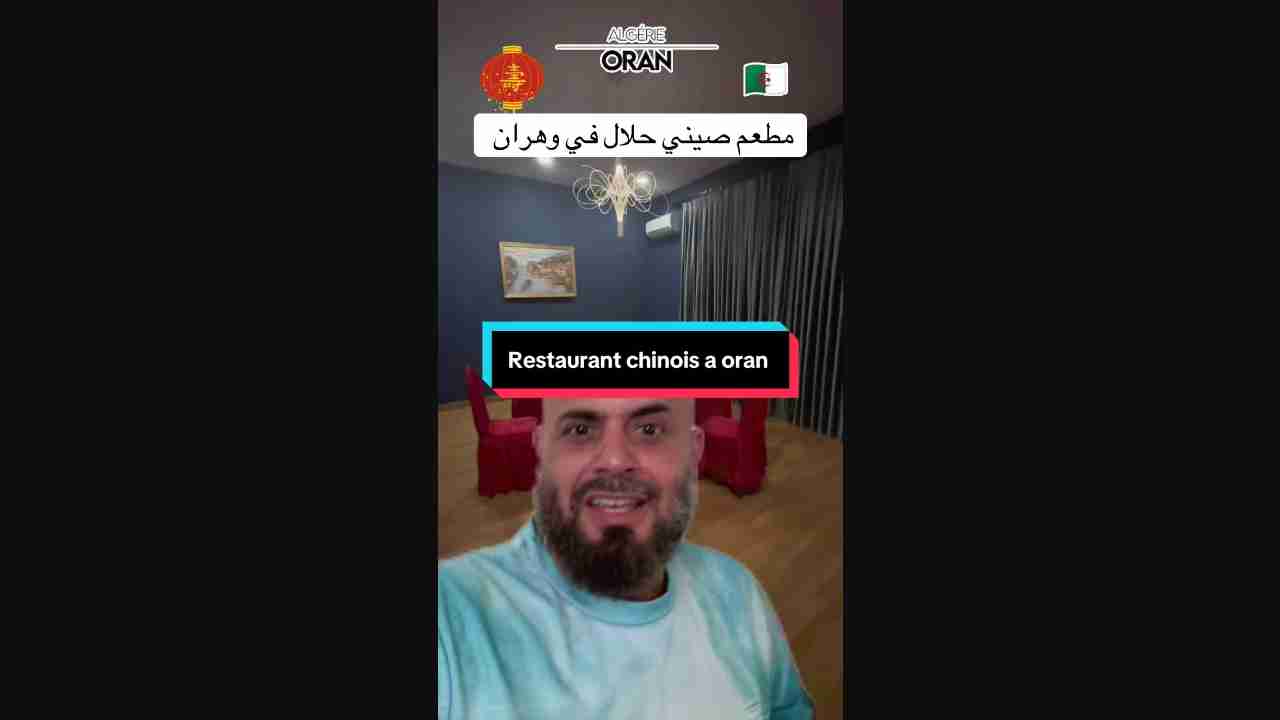 ALGÉRIE
ORAN
مطعم صيني حلال في وهران
Restaurant chinois a oran